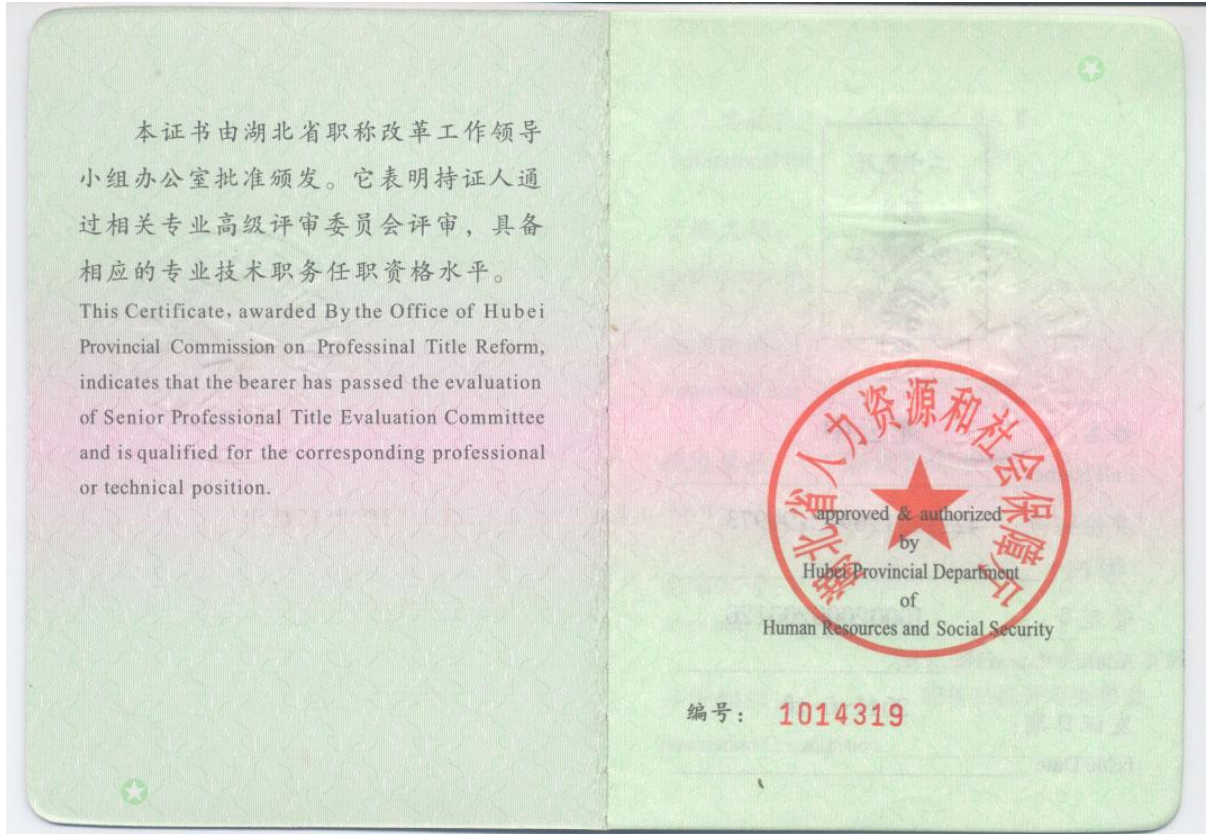 本证书由湖北省职称改革工作领导
小组办公室批准颁发。它表明持证人通
过相关专业高级评审委员会评审，具备
相应的专业技术职务任职资格水平。
This Certificate, awarded By the Office of Hubei
Provincial Commission on Professinal Title Reform,
indicates that the bearer has passed the evaluation
of Senior Professional Title Evaluation Committee
and is qualified for the corresponding professional
or technical position.
湖北省人力资源和社会保障厅
approved & authorized
by
Hubei Provincial Department
of
Human Resources and Social Security
编号： 1014319